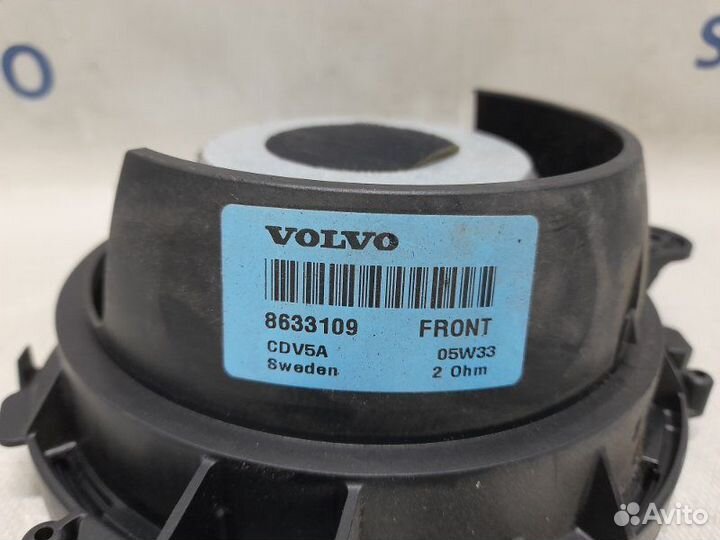 VOLVO
8633109 FRONT
CDV5A 05W33
Sweden 2 Ohm
Avito